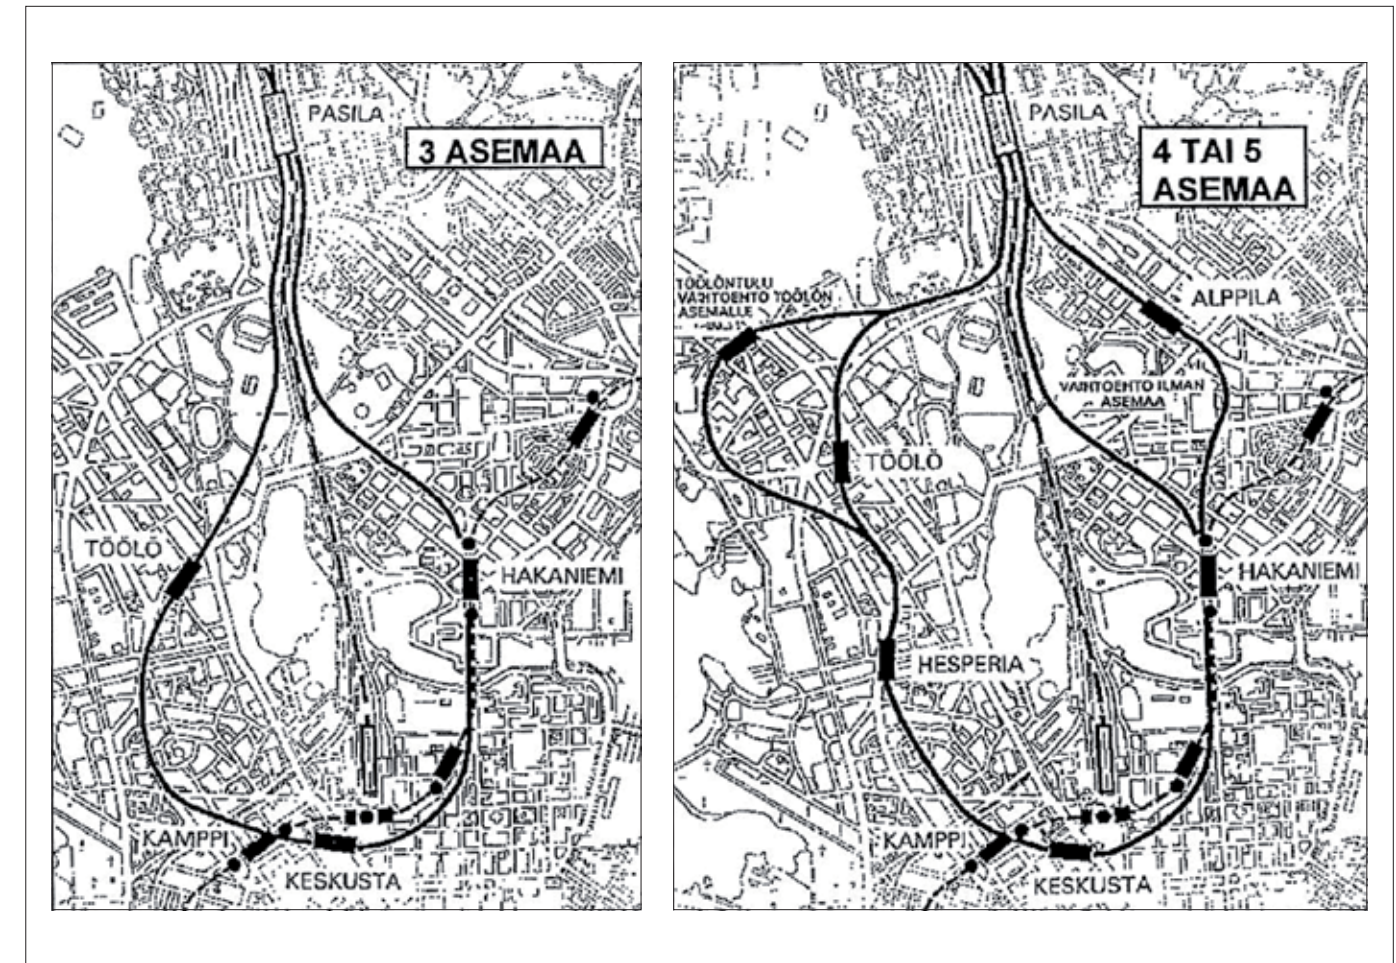 PASILA
3 ASEMAA
TÖÖLÖ
HAKANIEMI
KAMPPI
KESKUSTA
PASILA
4 TAI 5
ASEMAA
TÖÖLÖNTULLI
VAIHTOEHTO TÖÖLÖN
ASEMALLE
ALPPILA
VAIHTOEHTO ILMAN
ASEMAA
TÖÖLÖ
HAKANIEMI
HESPERIA
KAMPPI
KESKUSTA